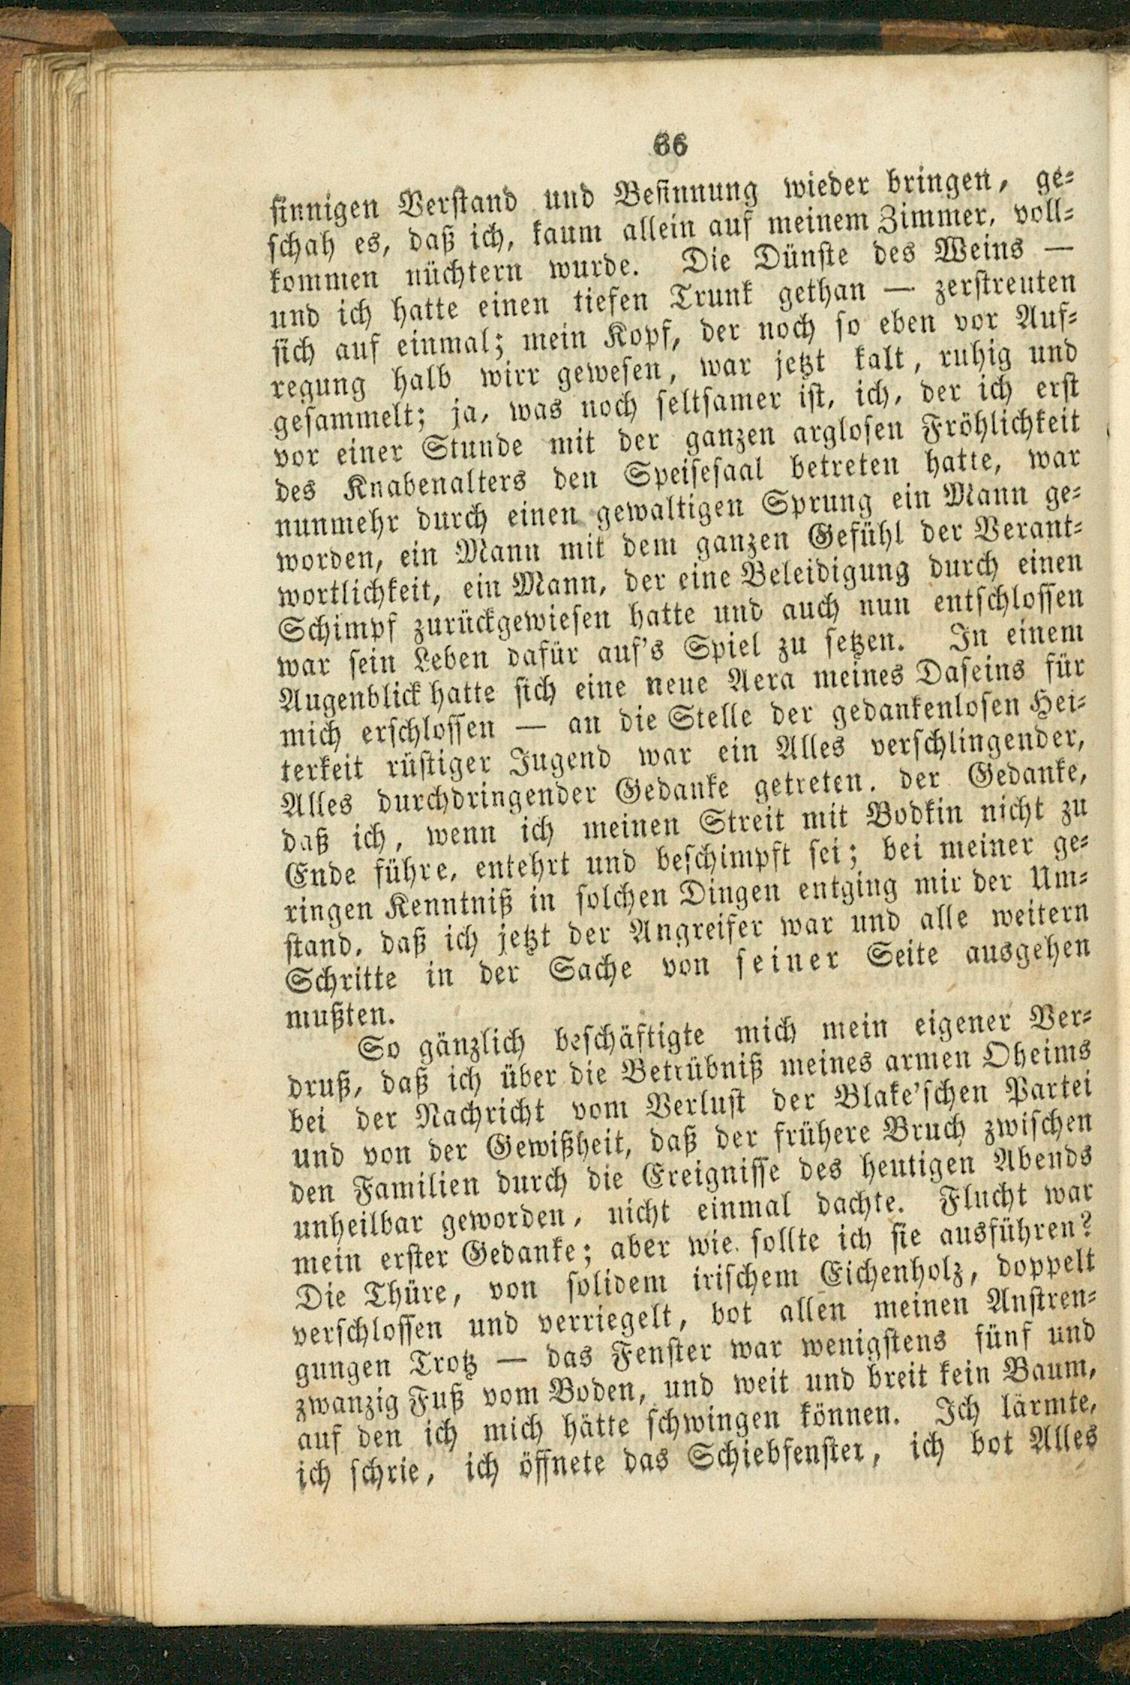 66
sinnigen Verstand und Besinnung wieder bringen, ge-
schah es, daß ich, kaum allein auf meinem Zimmer, voll-
kommen nüchtern wurde. Die Dünste des Weins —
und ich hatte einen tiefen Trunk gethan — zerstreuten
sich auf einmal; mein Kopf, der noch so eben vor Auf-
regung halb wirr gewesen, war jetzt kalt, ruhig und
gesammelt; ja, was noch seltsamer ist, ich, der ich erst
vor einer Stunde mit der ganzen arglosen Fröhlichkeit
des Knabenalters den Speisesaal betreten hatte, war
nunmehr durch einen gewaltigen Sprung ein Mann ge-
worden, ein Mann mit dem ganzen Gefühl der Verant-
wortlichkeit, ein Mann, der eine Beleidigung durch einen
Schimpf zurückgewiesen hatte und auch nun entschlossen
war sein Leben dafür auf's Spiel zu setzen. In einem
Augenblick hatte sich eine neue Aera meines Daseins für
mich erschlossen — an die Stelle der gedankenlosen Hei-
terkeit rüstiger Jugend war ein Alles verschlingender,
Alles durchdringender Gedanke getreten, der Gedanke,
daß ich, wenn ich meinen Streit mit Bodkin nicht zu
Ende führe, entehrt und beschimpft sei; bei meiner ge-
ringen Kenntniß in solchen Dingen entging mir der Um-
stand, daß ich jetzt der Angreifer war und alle weitern
Schritte in der Sache von seiner Seite ausgehen
mußten.
So gänzlich beschäftigte mich mein eigener Ver-
druß, daß ich über die Betrübniß meines armen Oheims
bei der Nachricht vom Verlust der Blake'schen Partei
und von der Gewißheit, daß der frühere Bruch zwischen
den Familien durch die Ereignisse des heutigen Abends
unheilbar geworden, nicht einmal dachte. Flucht war
mein erster Gedanke; aber wie sollte ich sie ausführen?
Die Thüre, von solidem irischem Eichenholz, doppelt
verschlossen und verriegelt, bot allen meinen Anstren-
gungen Trotz — das Fenster war wenigstens fünf und
zwanzig Fuß vom Boden, und weit und breit kein Baum,
auf den ich mich hätte schwingen können. Ich lärmte,
ich schrie, ich öffnete das Schiebfenster, ich bot Alles